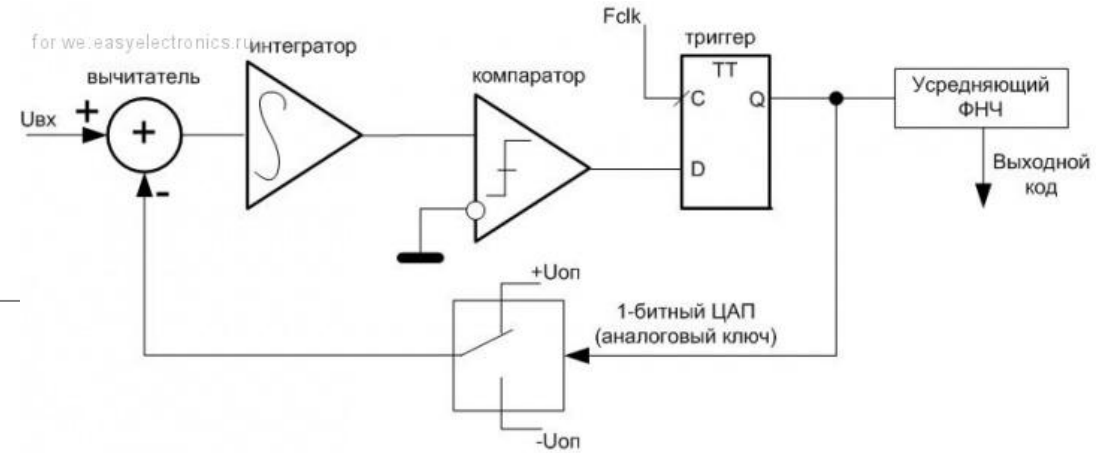 for we.easyelectronics.ru
интегратор
вычитатель
+
Uвх
+
-
компаратор
Fclk
триггер
TT
C
Q
D
Усредняющий
ФНЧ
Выходной
код
+Uоп
1-битный ЦАП
(аналоговый ключ)
-Uоп